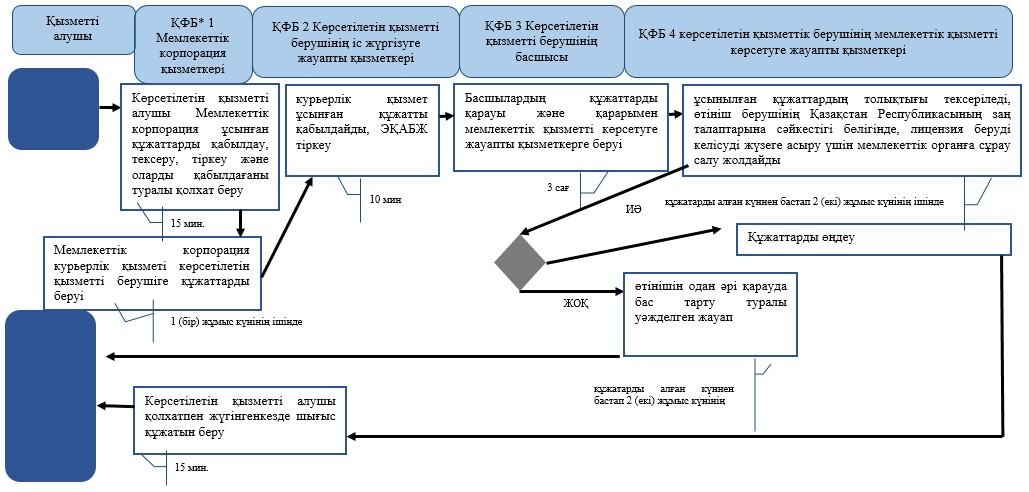 Қызметті
алушы
ҚФБ* 1
Мемлекеттік
корпорация
қызметкері
ҚФБ 2 Көрсетілетін қызметті
берушінің іс жүргізуге
жауапты қызметкері
ҚФБ 3 Көрсетілетін
қызметті берушінің
басшысы
ҚФБ 4 көрсетілетін қызметтік берушінің мемлекеттік қызметті
көрсетуге жауапты қызметкері
Көрсетілетін қызметті
алушы Мемлекеттік
корпорация ұсынған
құжаттарды қабылдау,
тексеру, тіркеу және
оларды қабылдағаны
туралы қолхат беру
курьерлік қызмет
ұсынған құжатты
қабылдайды, ЭҚАБЖ
тіркеу
Басшылардың құжаттарды
қарауы және қарарымен
мемлекеттік қызметті көрсетуге
жауапты қызметкерге беруі
ұсынылған құжаттардың толықтығы тексеріледі,
өтініш берушінің Қазақстан Республикасының заң
талаптарына сәйкестігі бөлігінде, лицензия беруді
келісуді жүзеге асыру үшін мемлекеттік органға сұрау
салу жолдайды
15 мин.
10 мин
3 сағ
ИӘ
құжатарды алған күннен бастап 2 (екі) жұмыс күнінің ішінде
Мемлекеттік корпорация
курьерлік қызметі көрсетілетін
қызметті берушіге құжаттарды
беруі
Құжаттарды өңдеу
1 (бір) жұмыс күнінің ішінде
ЖОҚ
өтінішін одан әрі қарауда
бас тарту туралы
уәжделген жауап
құжатарды алған күннен
бастап 2 (екі) жұмыс күнінің
Көрсетілетін қызметті алушы
қолхатпен жүгінгенкезде шығыс
құжатын беру
15 мин.